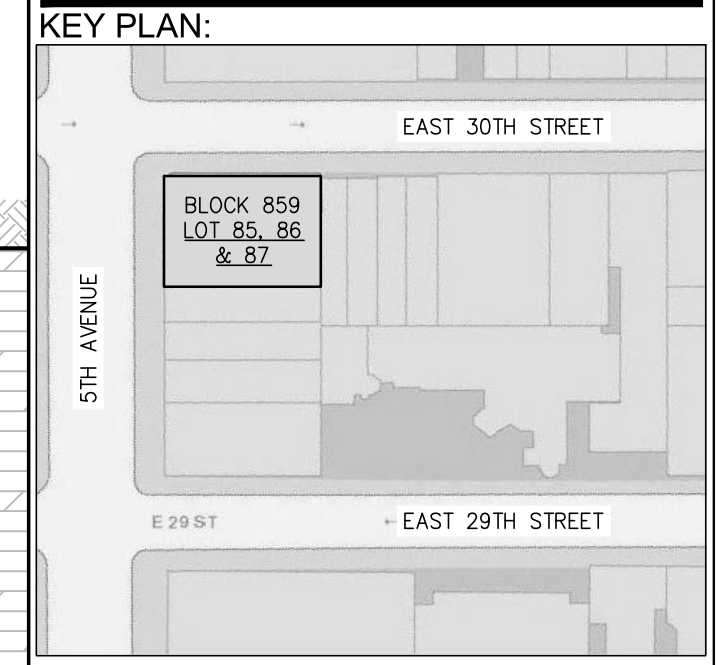 KEY PLAN:
EAST 30TH STREET
BLOCK 859
LOT 85, 86
& 87
5TH AVENUE
E 29 ST
EAST 29TH STREET